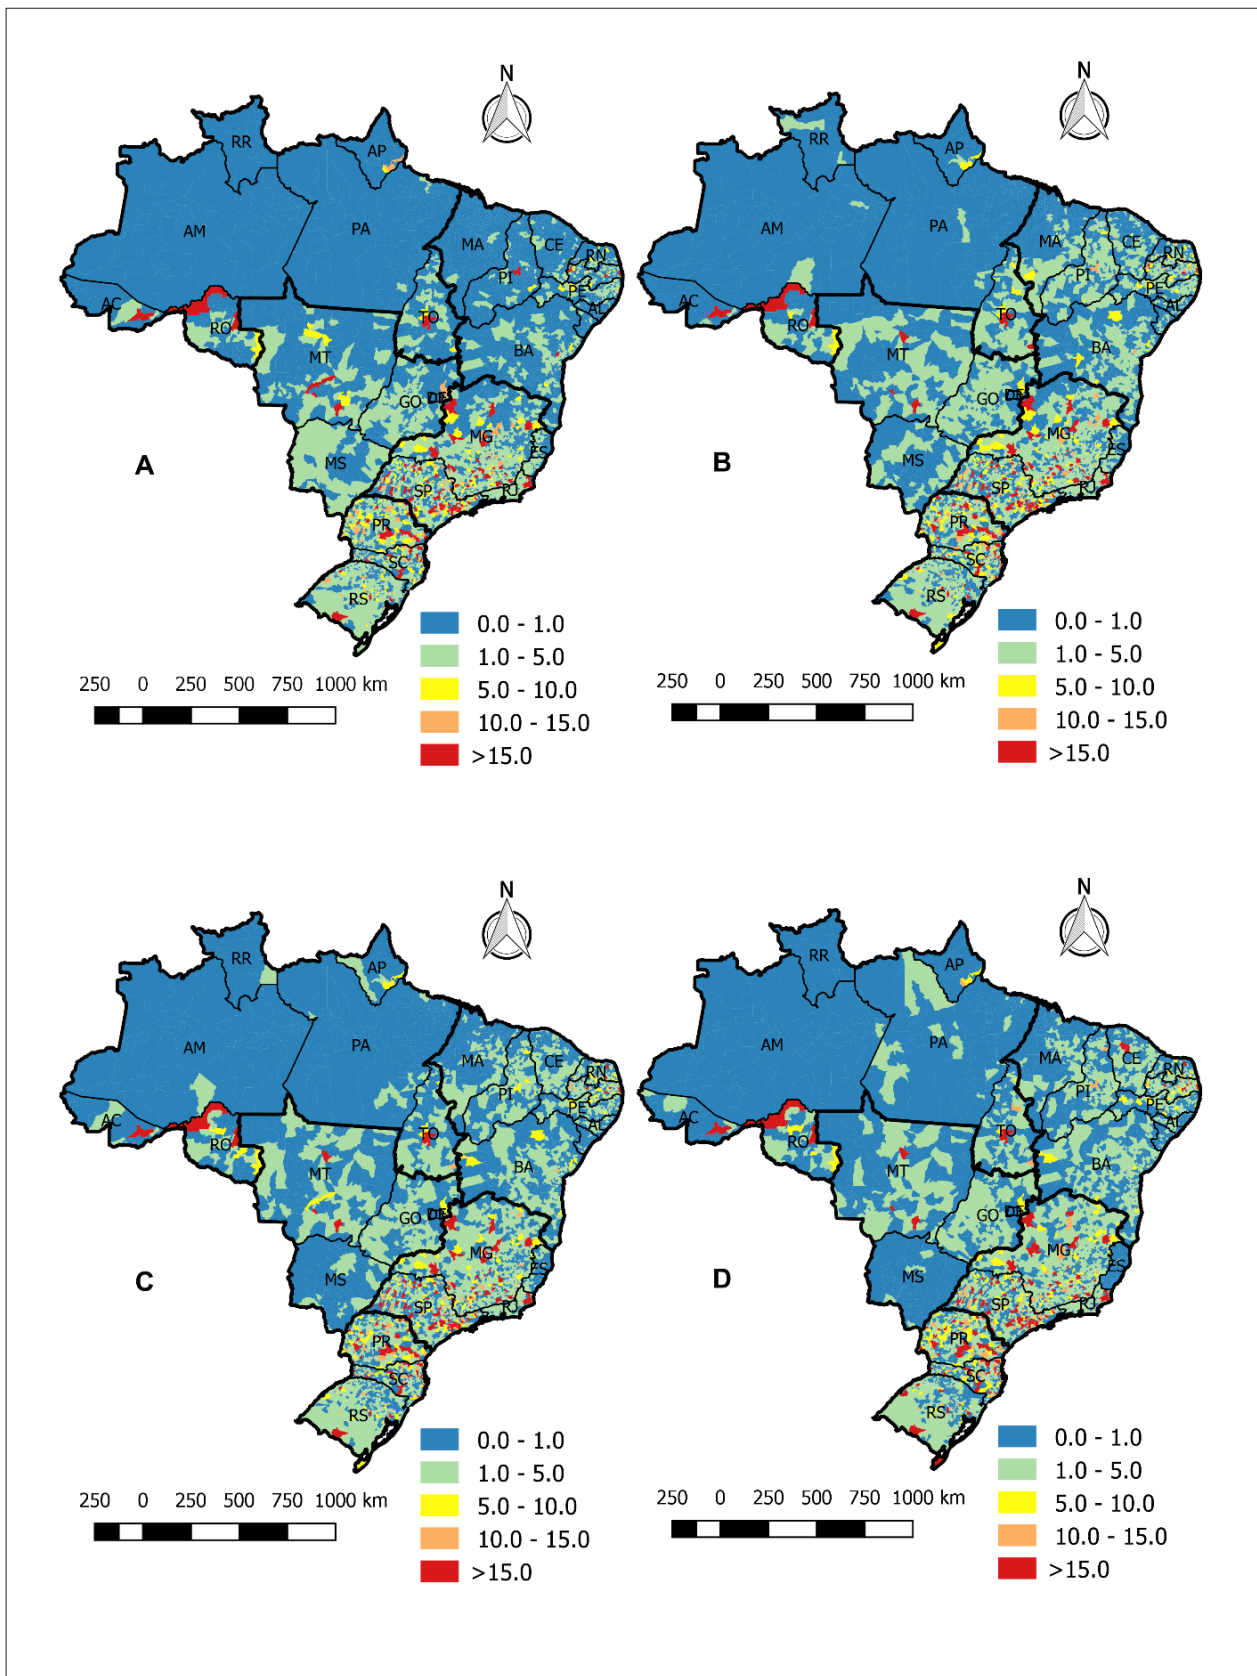 N
RR
AP
AM
PA
MA
CE
RN
PI
PE
AL
AC
RO
TO
BA
MT
GO
DF
MG
ES
MS
SP
RJ
PR
SC
RS
A
0.0 - 1.0
1.0 - 5.0
5.0 - 10.0
10.0 - 15.0
>15.0
250 0 250 500 750 1000 km
N
RR
AP
AM
PA
MA
CE
RN
PI
PE
AL
AC
RO
TO
BA
MT
GO
DF
MG
ES
MS
SP
RJ
PR
SC
RS
B
0.0 - 1.0
1.0 - 5.0
5.0 - 10.0
10.0 - 15.0
>15.0
250 0 250 500 750 1000 km
N
RR
AP
AM
PA
MA
CE
RN
PI
PE
AL
AC
RO
TO
BA
MT
GO
DF
MG
ES
MS
SP
RJ
PR
SC
RS
C
0.0 - 1.0
1.0 - 5.0
5.0 - 10.0
10.0 - 15.0
>15.0
250 0 250 500 750 1000 km
N
RR
AP
AM
PA
MA
CE
RN
PI
PE
AL
AC
RO
TO
BA
MT
GO
DF
MG
ES
MS
SP
RJ
PR
SC
RS
D
0.0 - 1.0
1.0 - 5.0
5.0 - 10.0
10.0 - 15.0
>15.0
250 0 250 500 750 1000 km